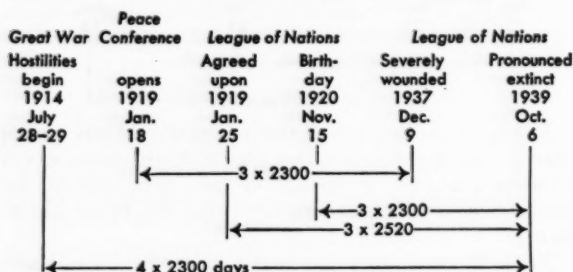 Peace
Great War Conference League of Nations League of Nations
Hostilities Agreed Birth- Severely Pronounced
begin opens upon day wounded extinct
1914 1919 1919 1920 1937 1939
July Jan. Jan. Nov. Dec. Oct.
28–29 18 25 15 9 6
3 x 2300
3 x 2300
3 x 2520
4 x 2300 days